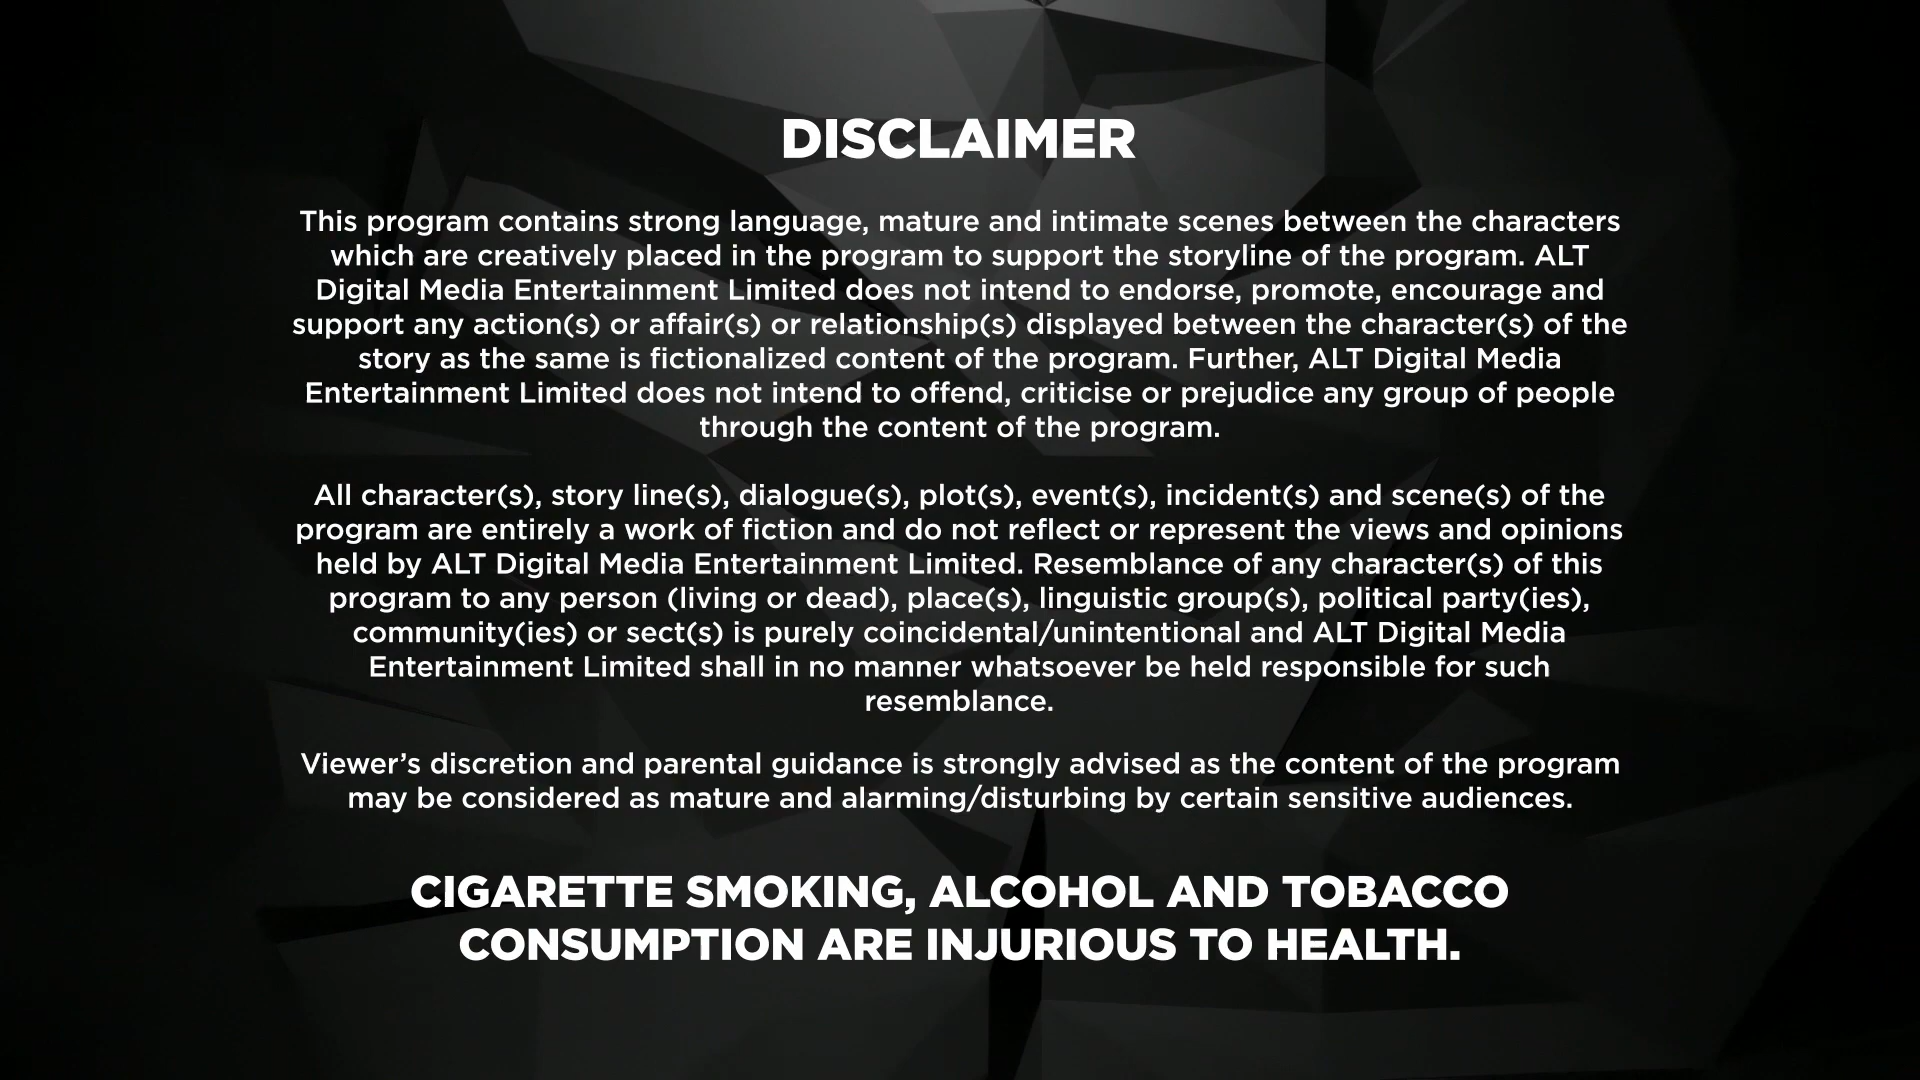 DISCLAIMER
This program contains strong language, mature and intimate scenes between the characters
which are creatively placed in the program to support the storyline of the program. ALT
Digital Media Entertainment Limited does not intend to endorse, promote, encourage and
support any action(s) or affair(s) or relationship(s) displayed between the character(s) of the
story as the same is fictionalized content of the program. Further, ALT Digital Media
Entertainment Limited does not intend to offend, criticise or prejudice any group of people
through the content of the program.
All character(s), story line(s), dialogue(s), plot(s), event(s), incident(s) and scene(s) of the
program are entirely a work of fiction and do not reflect or represent the views and opinions
held by ALT Digital Media Entertainment Limited. Resemblance of any character(s) of this
program to any person (living or dead), place(s), linguistic group(s), political party(ies),
community(ies) or sect(s) is purely coincidental/unintentional and ALT Digital Media
Entertainment Limited shall in no manner whatsoever be held responsible for such
resemblance.
Viewer’s discretion and parental guidance is strongly advised as the content of the program
may be considered as mature and alarming/disturbing by certain sensitive audiences.
CIGARETTE SMOKING, ALCOHOL AND TOBACCO
CONSUMPTION ARE INJURIOUS TO HEALTH.